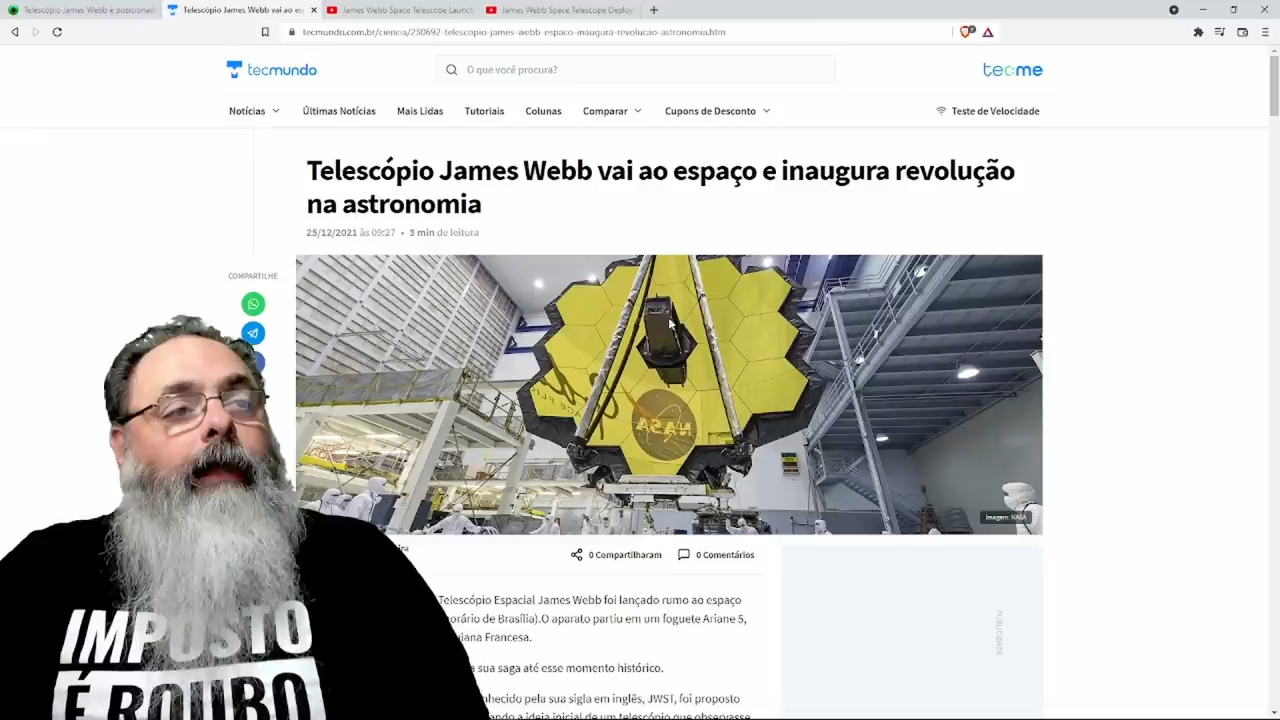 Telescópio James Webb é posicionad
Telescópio James Webb vai ao es
James Webb Space Telescope Launch
James Webb Space Telescope Deploy
tecmundo.com.br/ciencia/230692-telescopio-james-webb-espaco-inaugura-revolucao-astronomia.htm
tecmundo
O que você procura?
tecme
Notícias
Últimas Notícias
Mais Lidas
Tutoriais
Colunas
Comparar
Cupons de Desconto
Teste de Velocidade
Telescópio James Webb vai ao espaço e inaugura revolução
na astronomia
25/12/2021 às 09:27 • 3 min de leitura
COMPARTILHE
NASA
Imagem: NASA
0 Compartilharam
0 Comentários
Telescópio Espacial James Webb foi lançado rumo ao espaço
horário de Brasília).O aparato partiu em um foguete Ariane 5,
uiana Francesa.
a sua saga até esse momento histórico.
nhecido pela sua sigla em inglês, JWST, foi proposto
ando a ideia inicial de um telescópio que observasse
PUBLICIDADE
IMPOSTO
É ROUBO